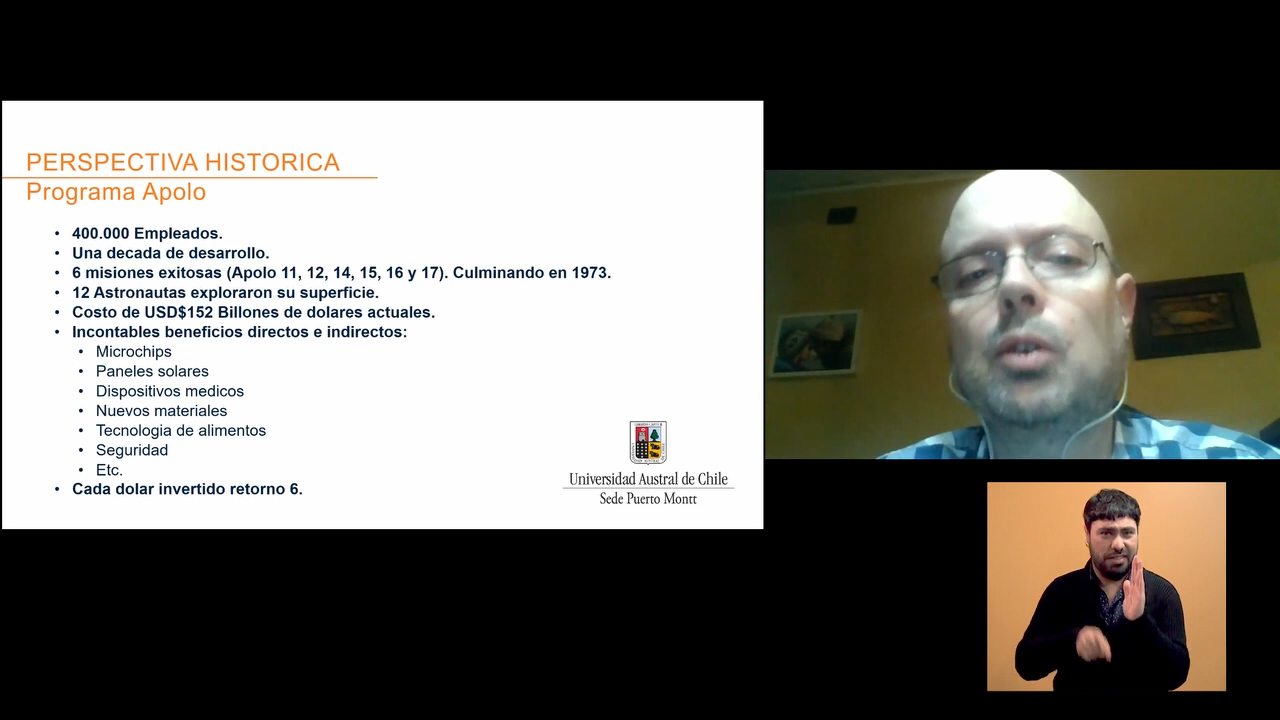 PERSPECTIVA HISTORICA
Programa Apolo
• 400.000 Empleados.
• Una decada de desarrollo.
• 6 misiones exitosas (Apolo 11, 12, 14, 15, 16 y 17). Culminando en 1973.
• 12 Astronautas exploraron su superficie.
• Costo de USD$152 Billones de dolares actuales.
• Incontables beneficios directos e indirectos:
• Microchips
• Paneles solares
• Dispositivos medicos
• Nuevos materiales
• Tecnologia de alimentos
• Seguridad
• Etc.
• Cada dolar invertido retorno 6.
Universidad Austral de Chile
Sede Puerto Montt